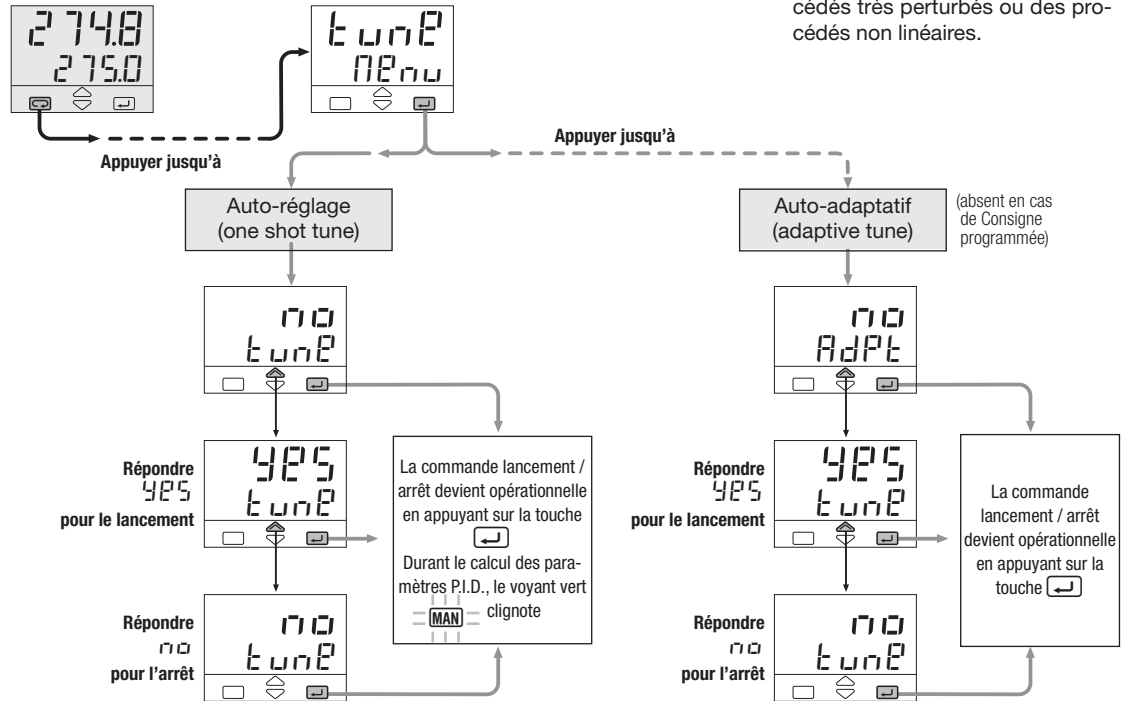 cédés très perturbés ou des pro-
cédés non linéaires.
274.8
275.0
tunE
MEnu
Appuyer jusqu'à
Appuyer jusqu'à
Auto-réglage
(one shot tune)
Auto-adaptatif
(adaptive tune)
(absent en cas
de Consigne
programmée)
no
tunE
no
AdPt
Répondre
yES
pour le lancement
yES
tunE
La commande lancement /
arrêt devient opérationnelle
en appuyant sur la touche
Durant le calcul des para-
mètres P.I.D., le voyant vert
MAN clignote
Répondre
no
pour l'arrêt
no
tunE
Répondre
yES
pour le lancement
yES
tunE
La commande
lancement / arrêt
devient opérationnelle
en appuyant sur la
touche
Répondre
no
pour l'arrêt
no
tunE